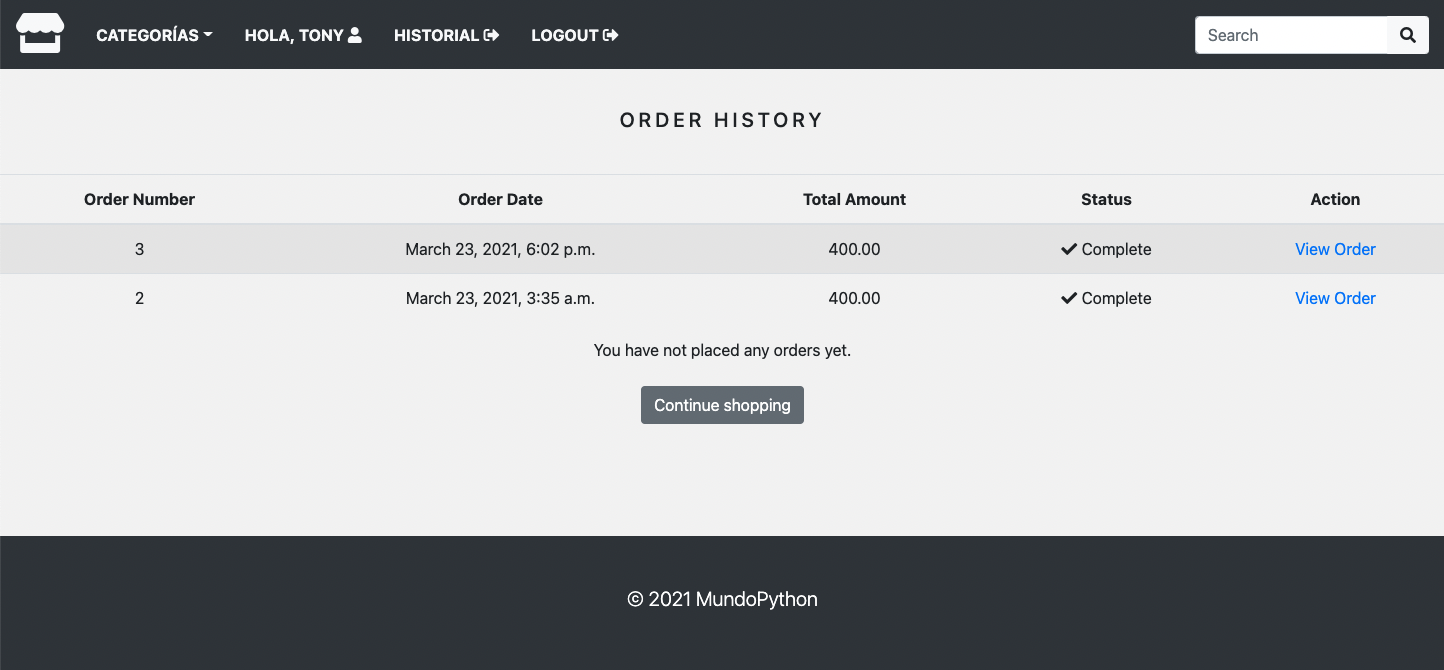 CATEGORÍAS HOLA, TONY HISTORIAL LOGOUT Search
ORDER HISTORY
Order Number Order Date Total Amount Status Action
3 March 23, 2021, 6:02 p.m. 400.00 Complete View Order
2 March 23, 2021, 3:35 a.m. 400.00 Complete View Order
You have not placed any orders yet.
Continue shopping
© 2021 MundoPython